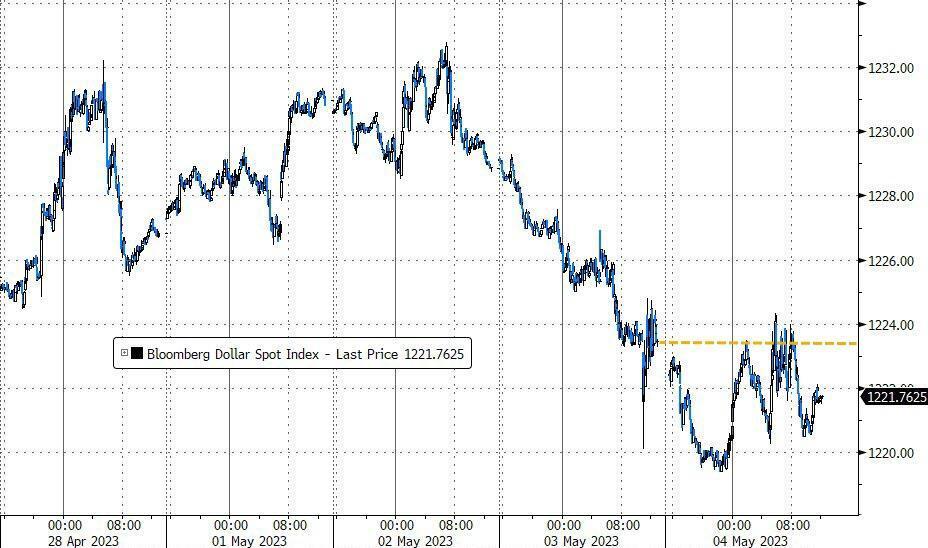 1232.00
1230.00
1228.00
1226.00
1224.00
Bloomberg Dollar Spot Index - Last Price 1221.7625
1222.00
1221.7625
1220.00
00:00 08:00 00:00 08:00 00:00 08:00 00:00 08:00 00:00 08:00
28 Apr 2023 01 May 2023 02 May 2023 03 May 2023 04 May 2023